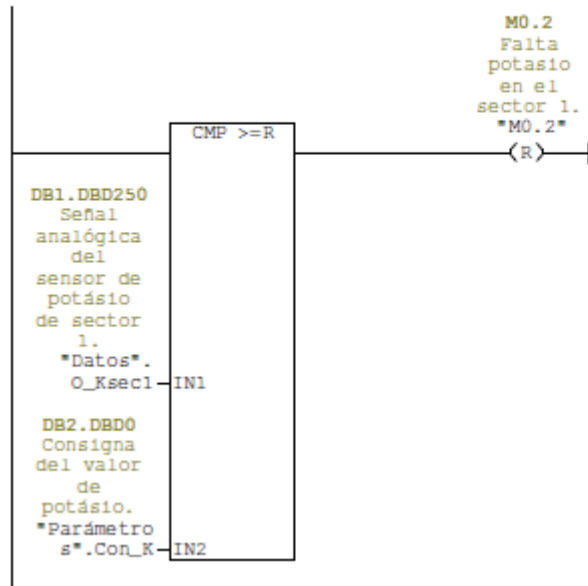 M0.2
Falta
potasio
en el
sector 1.
"M0.2"
CMP >=R
(R)
DB1.DBD250
Señal
analógica
del
sensor de
potásio
de sector
1.
"Datos".
O_Ksec1
IN1
DB2.DBD0
Consigna
del valor
de
potásio.
"Parámetro
s".Con_K
IN2